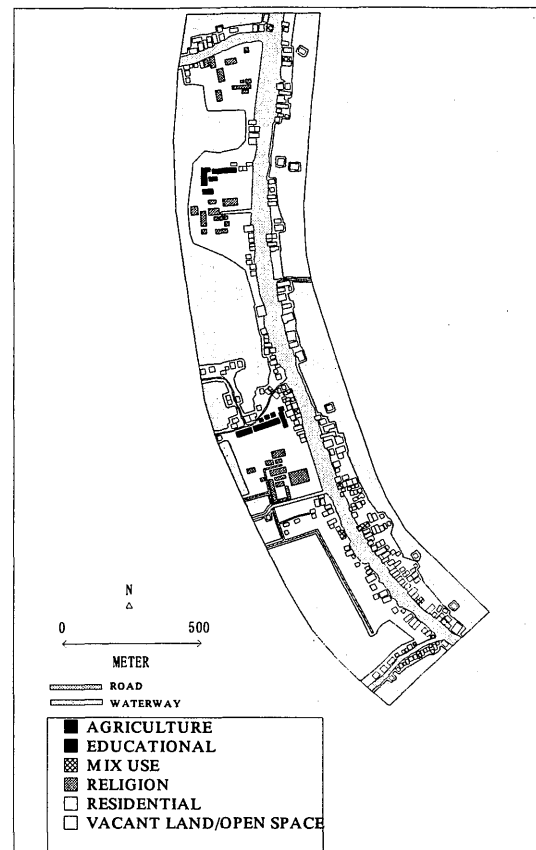 N
0 500
METER
ROAD
WATERWAY
AGRICULTURE
EDUCATIONAL
MIX USE
RELIGION
RESIDENTIAL
VACANT LAND/OPEN SPACE